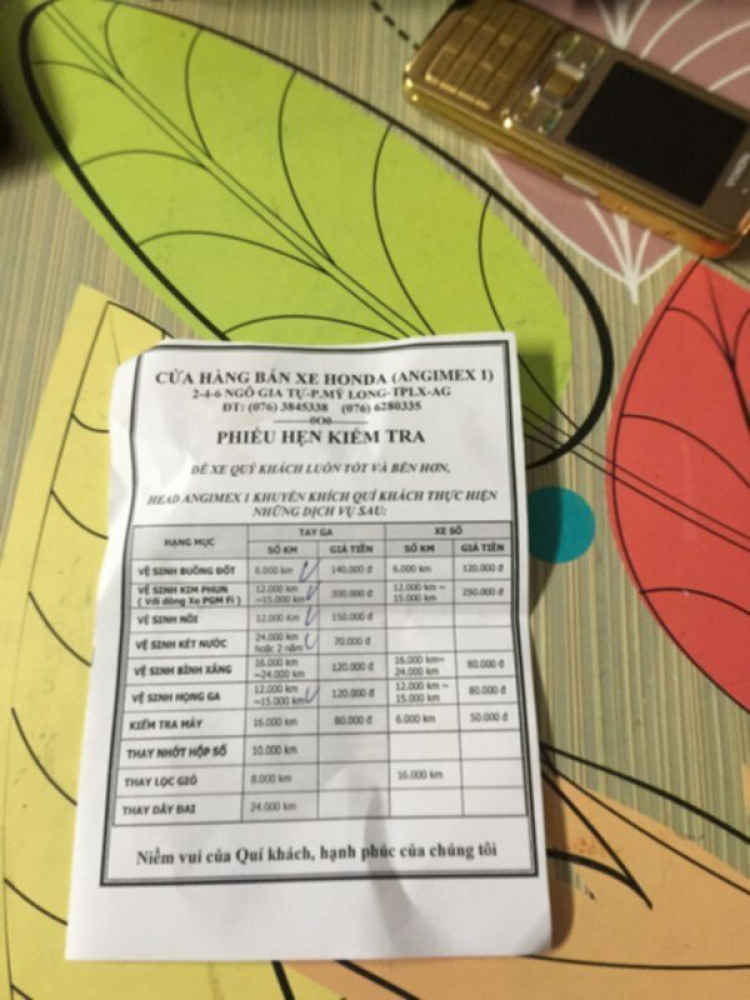 CỬA HÀNG BÁN XE HONDA (ANGIMEX 1)
2-4-6 NGÔ GIA TỰ-P.MỸ LONG-TPLX-AG
ĐT: (076) 3845338 (076) 6280335
---------o0o---------
PHIẾU HẸN KIỂM TRA
ĐỂ XE QUÝ KHÁCH LUÔN TỐT VÀ BỀN HƠN,
HEAD ANGIMEX 1 KHUYẾN KHÍCH QUÍ KHÁCH THỰC HIỆN
NHỮNG DỊCH VỤ SAU:
HẠNG MỤC TAY GA XE SỐ
SỐ KM GIÁ TIỀN SỐ KM GIÁ TIỀN
VỆ SINH BUỒNG ĐỐT 6.000 km 140.000 đ 6.000 km 120.000 đ
VỆ SINH KIM PHUN 12.000 km 300.000 đ 12.000 km ~ 250.000 đ
( Với dòng Xe PGM Fi ) ~15.000 km 15.000 km
VỆ SINH NỒI 12.000 Km 150.000 đ
VỆ SINH KÉT NƯỚC 24.000 km 70.000 đ
hoặc 2 năm
VỆ SINH BÌNH XĂNG 16.000 km 120.000 đ 16.000 km~ 80.000 đ
~24.000 km 24.000 km
VỆ SINH HỌNG GA 12.000 km 120.000 đ 12.000 km ~ 80.000 đ
~15.000 km 15.000 km
KIỂM TRA MÁY 16.000 km 80.000 đ 6.000 km 50.000 đ
THAY NHỚT HỘP SỐ 10.000 km
THAY LỌC GIÓ 8.000 km 16.000 km
THAY DÂY ĐAI 24.000 km
Niềm vui của Quí khách, hạnh phúc của chúng tôi